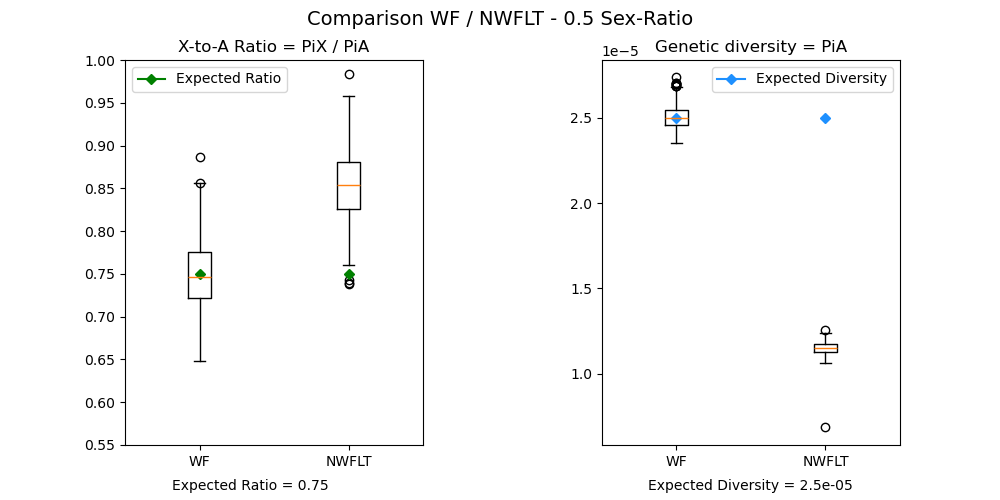 Comparison WF / NWFLT - 0.5 Sex-Ratio
X-to-A Ratio = PiX / PiA
Expected Ratio
1.00
0.95
0.90
0.85
0.80
0.75
0.70
0.65
0.60
0.55
WF NWFLT
Expected Ratio = 0.75
Genetic diversity = PiA
1e−5
Expected Diversity
2.5
2.0
1.5
1.0
WF NWFLT
Expected Diversity = 2.5e-05